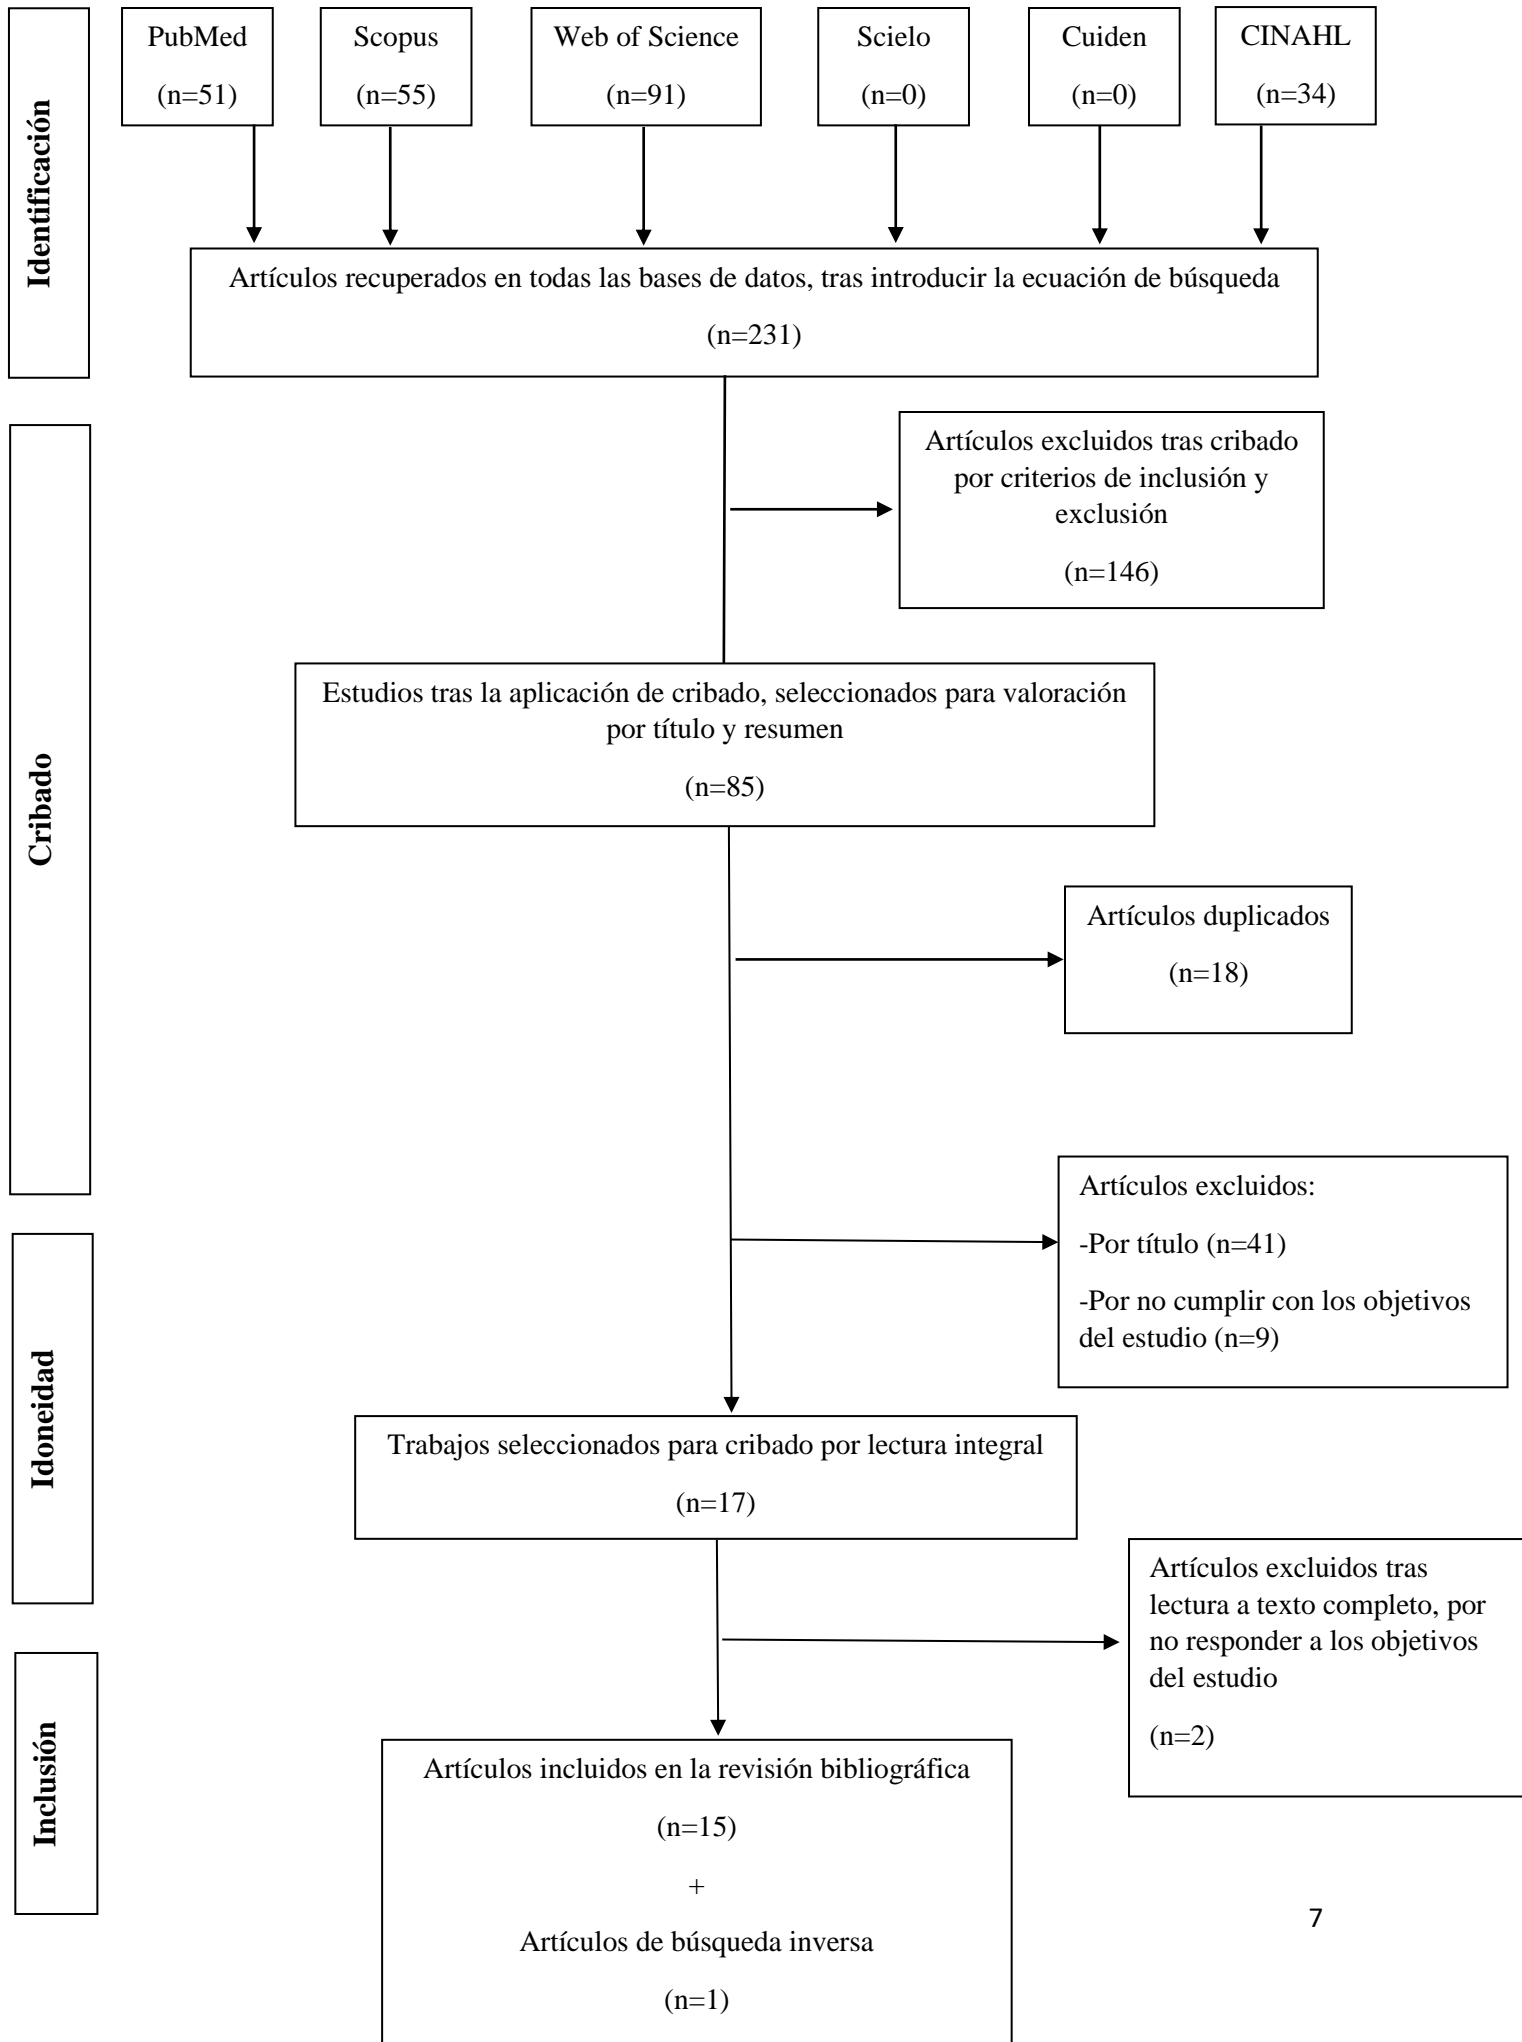 Identificación
PubMed
(n=51)
Scopus
(n=55)
Web of Science
(n=91)
Scielo
(n=0)
Cuiden
(n=0)
CINAHL
(n=34)
Artículos recuperados en todas las bases de datos, tras introducir la ecuación de búsqueda
(n=231)
Cribado
Artículos excluidos tras cribado
por criterios de inclusión y
exclusión
(n=146)
Estudios tras la aplicación de cribado, seleccionados para valoración
por título y resumen
(n=85)
Artículos duplicados
(n=18)
Idoneidad
Artículos excluidos:
-Por título (n=41)
-Por no cumplir con los objetivos
del estudio (n=9)
Trabajos seleccionados para cribado por lectura integral
(n=17)
Artículos excluidos tras
lectura a texto completo, por
no responder a los objetivos
del estudio
(n=2)
Inclusión
Artículos incluidos en la revisión bibliográfica
(n=15)
+
Artículos de búsqueda inversa
(n=1)
7